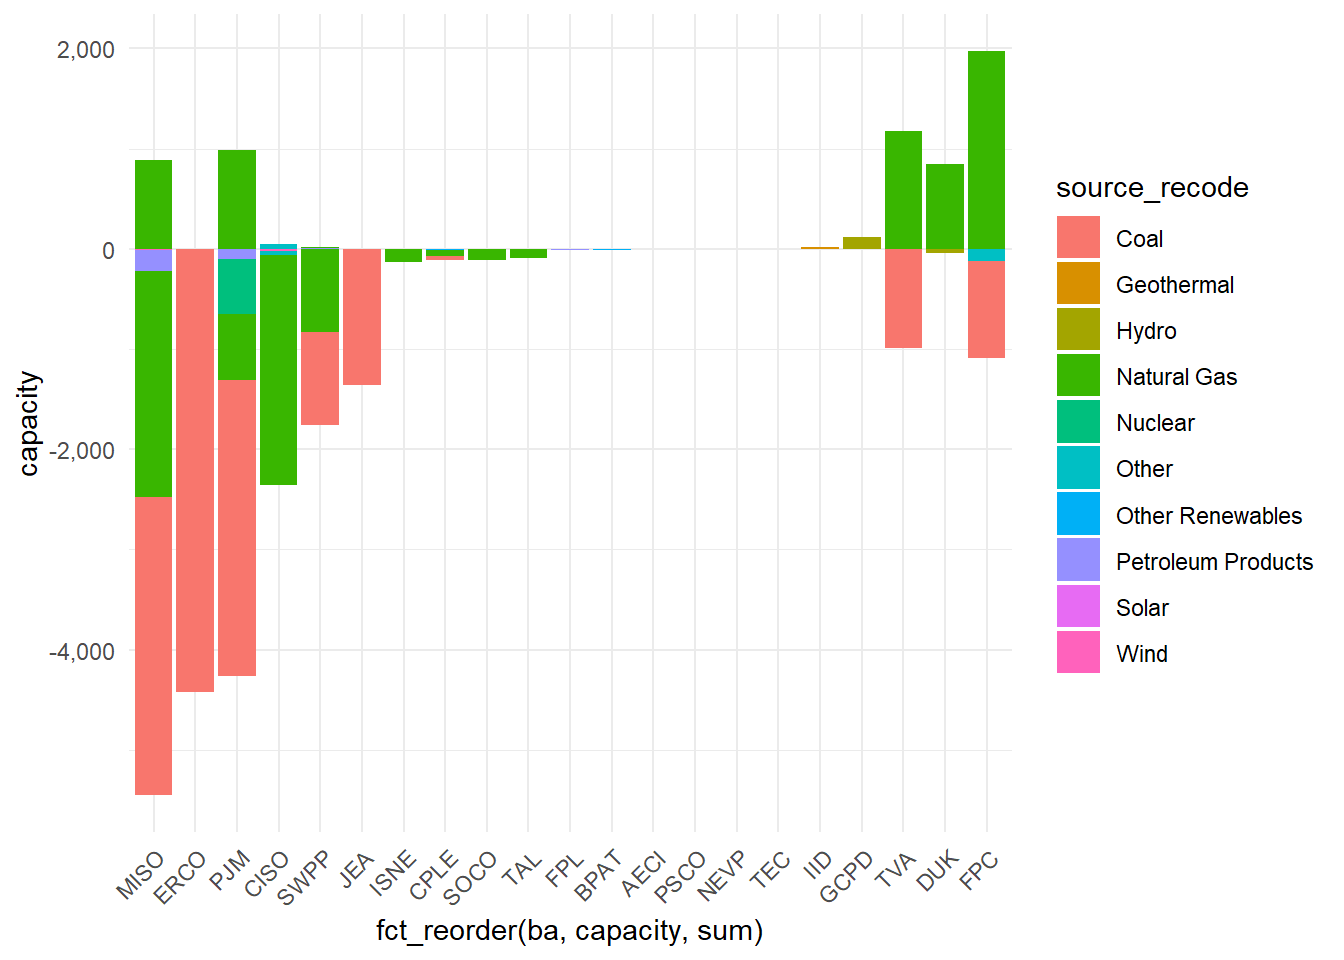 2,000
0
-2,000
-4,000
capacity
MISO
ERCO
PJM
CISO
SWPP
JEA
ISNE
CPLE
SOCO
TAL
FPL
BPAT
AECI
PSCO
NEVP
TEC
IID
GCPD
TVA
DUK
FPC
fct_reorder(ba, capacity, sum)
source_recode
Coal
Geothermal
Hydro
Natural Gas
Nuclear
Other
Other Renewables
Petroleum Products
Solar
Wind